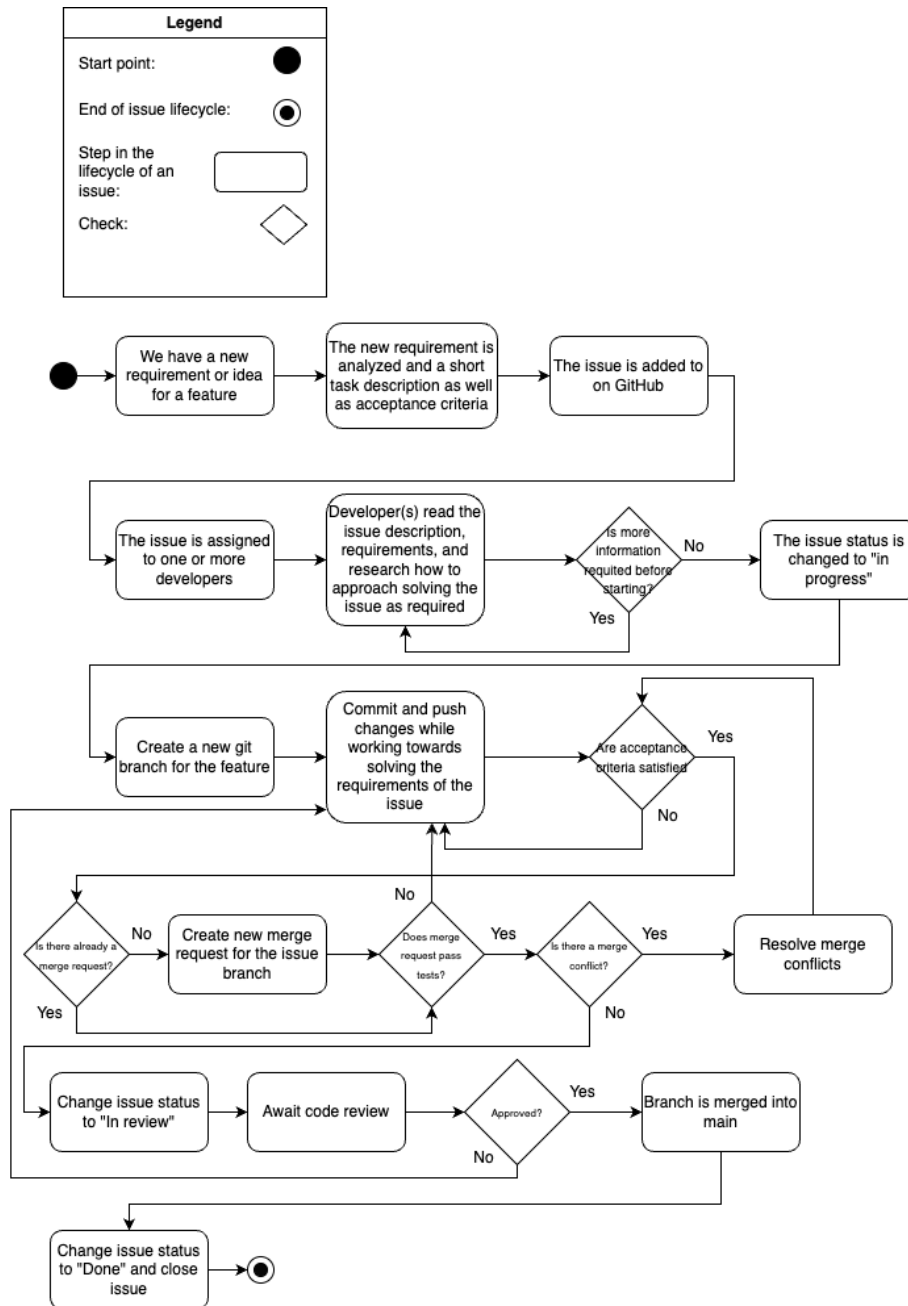 Legend
Start point:
End of issue lifecycle:
Step in the
lifecycle of an
issue:
Check:
We have a new
requirement or idea
for a feature
The new requirement is
analyzed and a short
task description as well
as acceptance criteria
The issue is added to
on GitHub
The issue is assigned
to one or more
developers
Developer(s) read the
issue description,
requirements, and
research how to
approach solving the
issue as required
Is more
information
requited before
starting?
No
Yes
The issue status is
changed to "in
progress"
Create a new git
branch for the feature
Commit and push
changes while
working towards
solving the
requirements of the
issue
Are acceptance
criteria satisfied
Yes
No
Is there already a
merge request?
No
Yes
Create new merge
request for the issue
branch
No
Does merge
request pass
tests?
Yes
Is there a merge
conflict?
Yes
No
Resolve merge
conflicts
Change issue status
to "In review"
Await code review
Approved?
Yes
No
Branch is merged into
main
Change issue status
to "Done" and close
issue